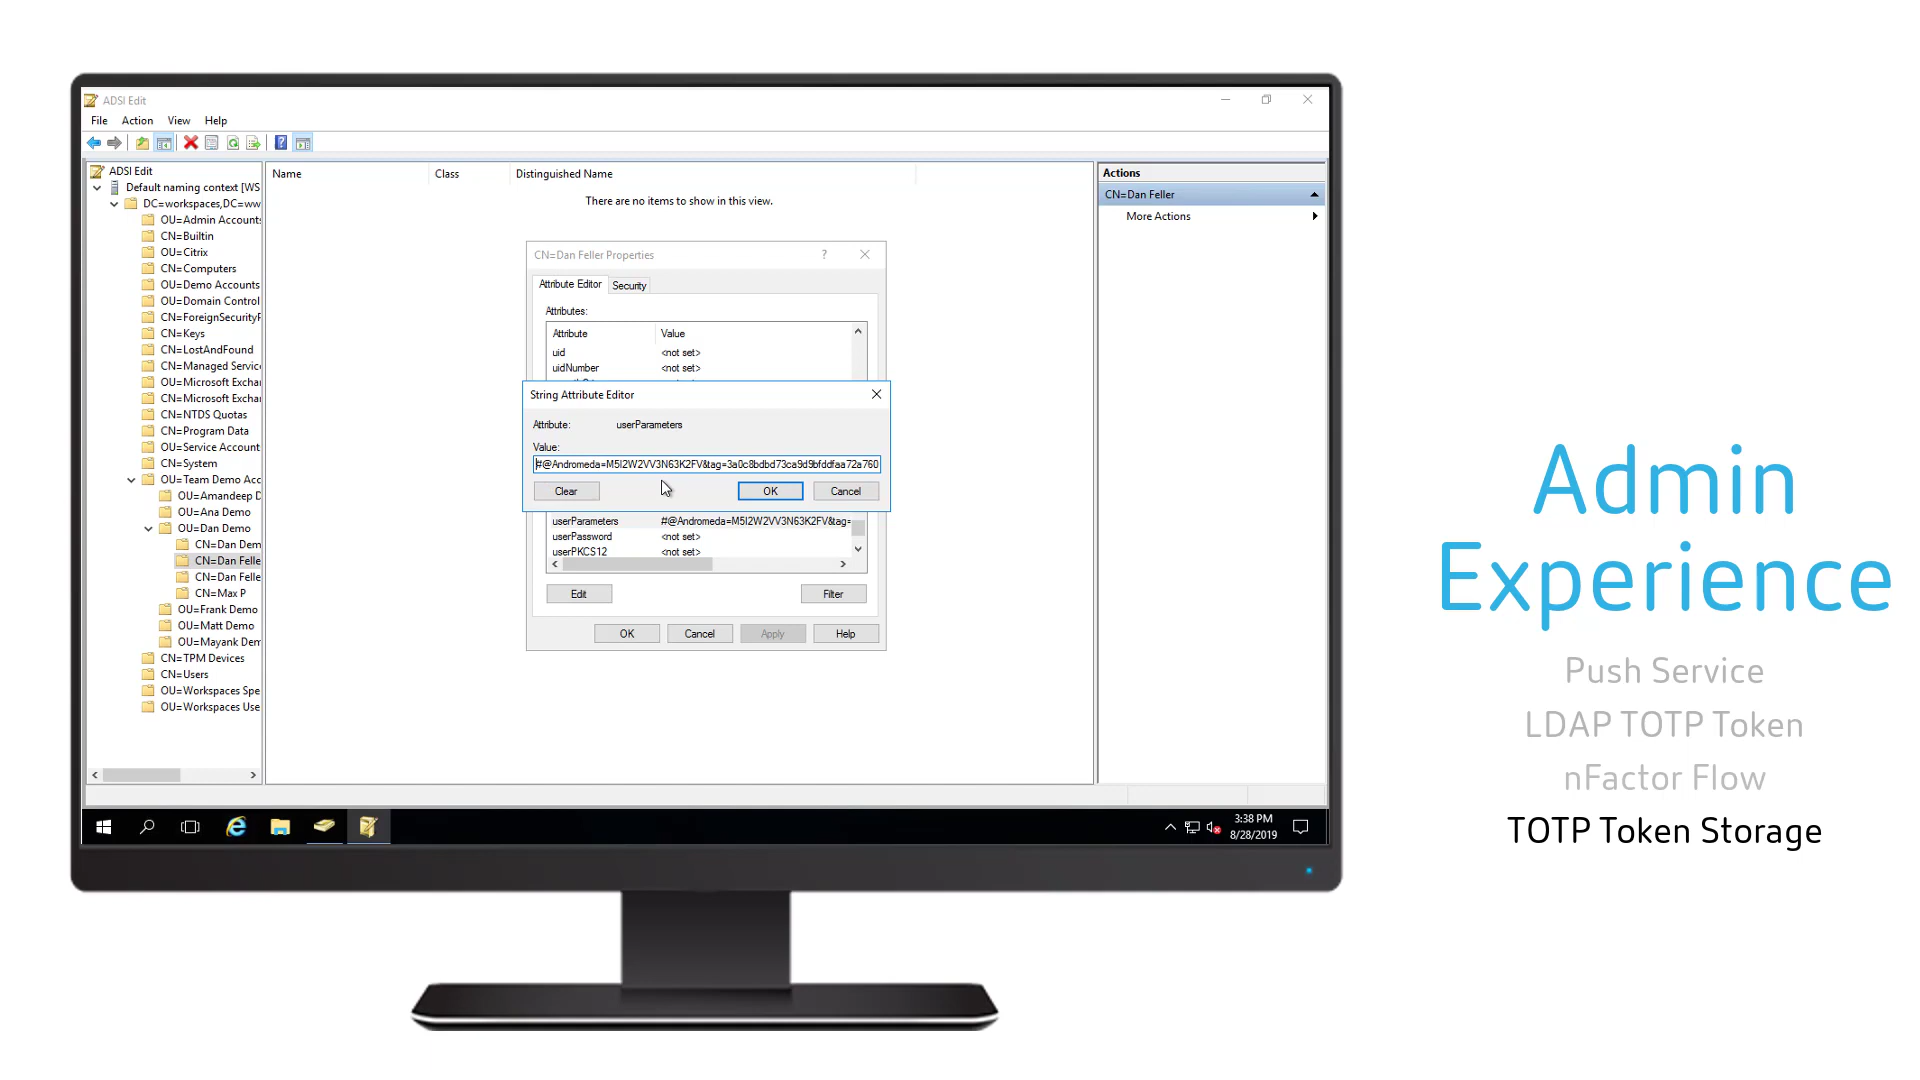 ADSI Edit
File Action View Help
ADSI Edit
Default naming context [WS
DC=workspaces,DC=ww
OU=Admin Accounts
CN=Builtin
OU=Citrix
CN=Computers
OU=Demo Accounts
OU=Domain Control
CN=ForeignSecurityP
CN=Keys
CN=LostAndFound
CN=Managed Servic
OU=Microsoft Exchar
CN=Microsoft Exchar
CN=NTDS Quotas
CN=Program Data
OU=Service Account
CN=System
OU=Team Demo Acc
OU=Amandeep D
OU=Ana Demo
OU=Dan Demo
CN=Dan Dem
CN=Dan Felle
CN=Dan Felle
CN=Max P
OU=Frank Demo
OU=Matt Demo
OU=Mayank Dem
CN=TPM Devices
CN=Users
OU=Workspaces Spe
OU=Workspaces Use
Name Class Distinguished Name
There are no items to show in this view.
CN=Dan Feller Properties ?
Attribute Editor Security
Attributes:
Attribute Value
uid <not set>
uidNumber <not set>
String Attribute Editor
Attribute: userParameters
Value:
#@Andromeda=M5I2W2VV3N63K2FV&tag=3a0c8bdbd73ca9d9bfddfaa72a760
Clear OK Cancel
userParameters #@Andromeda=M5I2W2VV3N63K2FV&tag=
userPassword <not set>
userPKCS12 <not set>
Edit Filter
OK Cancel Apply Help
Actions
CN=Dan Feller
More Actions
3:38 PM
8/28/2019
Admin
Experience
Push Service
LDAP TOTP Token
nFactor Flow
TOTP Token Storage